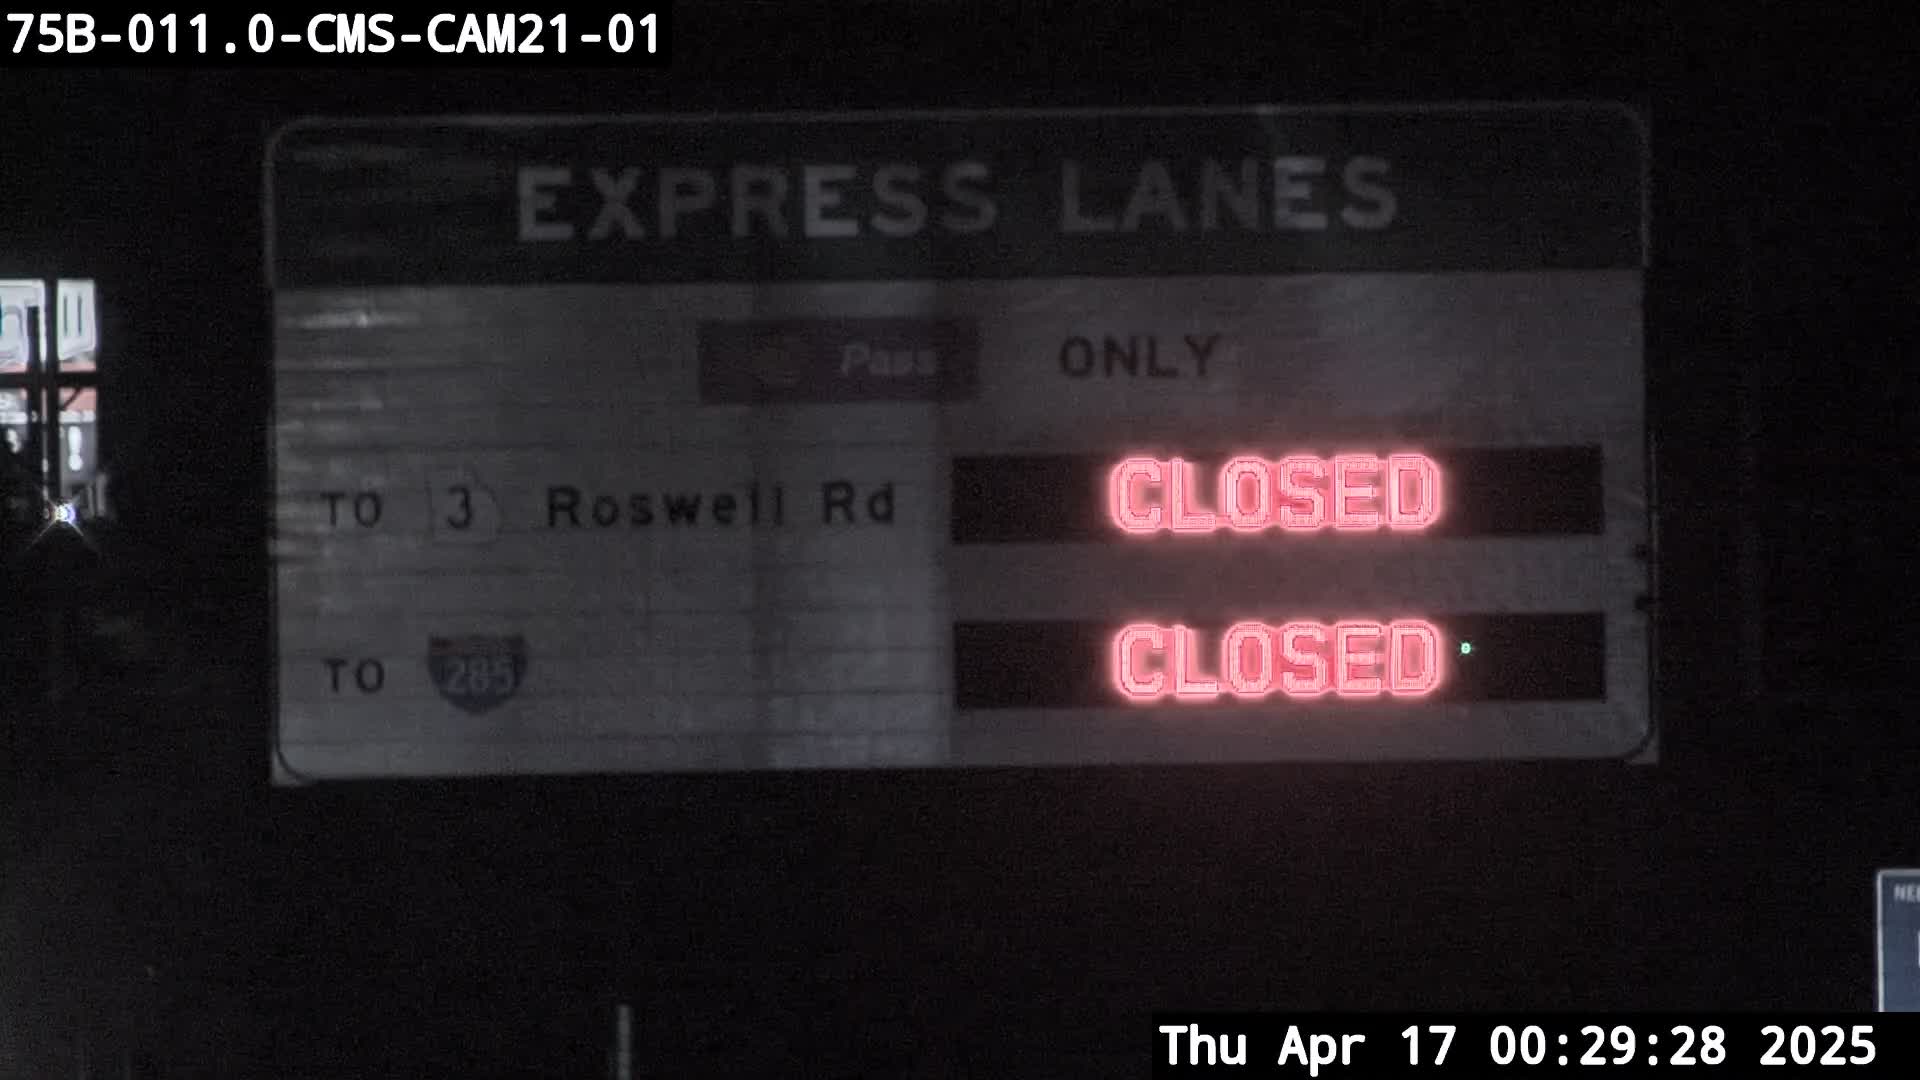 75B-011.0-CMS-CAM21-01
EXPRESS LANES
Pass ONLY
TO 3 Roswell Rd CLOSED
TO 285 CLOSED
Thu Apr 17 00:29:28 2025